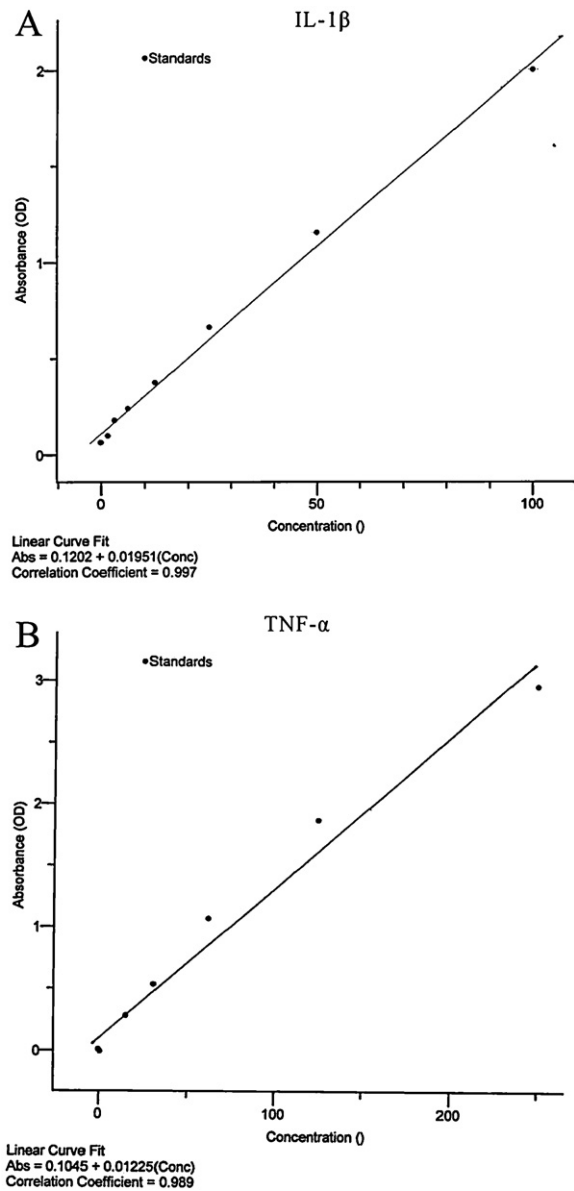 A
IL-1β
Standards
2
1
0
Absorbance (OD)
0 50 100
Concentration ()
Linear Curve Fit
Abs = 0.1202 + 0.01951(Conc)
Correlation Coefficient = 0.997
B
TNF-α
Standards
3
2
1
0
Absorbance (OD)
0 100 200
Concentration ()
Linear Curve Fit
Abs = 0.1045 + 0.01225(Conc)
Correlation Coefficient = 0.989